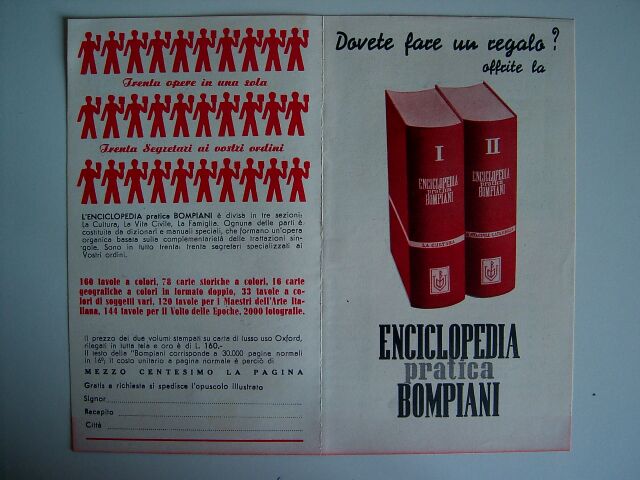 Trenta opere in una sola
Trenta Segretari ai vostri ordini
L'ENCICLOPEDIA pratica BOMPIANI è divisa in tre sezioni:
La Cultura, La Vita Civile, La Famiglia. Ognuna delle parti è
costituita da dizionari e manuali speciali, che formano un'opera
organica basata sulla complementarietà delle trattazioni sin-
gole. Sono in tutto trenta: trenta segretari specializzati ai
Vostri ordini.
160 tavole a colori, 78 carte storiche a colori, 16 carte
geografiche a colori in formato doppio, 33 tavole a co-
lori di soggetti vari, 120 tavole per i Maestri dell'Arte Ita-
liana, 144 tavole per il Volto delle Epoche, 2000 fotografie.
Il prezzo dei due volumi stampati su carta di lusso uso Oxford,
rilegati in tutta tela e oro è di L. 160,-
Il testo della "Bompiani corrisponde a 30.000 pagine normali
in 16º; il costo unitario a pagina normale è perciò di
MEZZO CENTESIMO LA PAGINA
Gratis a richiesta si spedisce l'opuscolo illustrato
Signor
Recapito
Città
Dovete fare un regalo?
offrite la
I
ENCICLOPEDIA
pratica
BOMPIANI
LA CULTURA
II
ENCICLOPEDIA
pratica
BOMPIANI
ENCICLOPEDIA
pratica
BOMPIANI